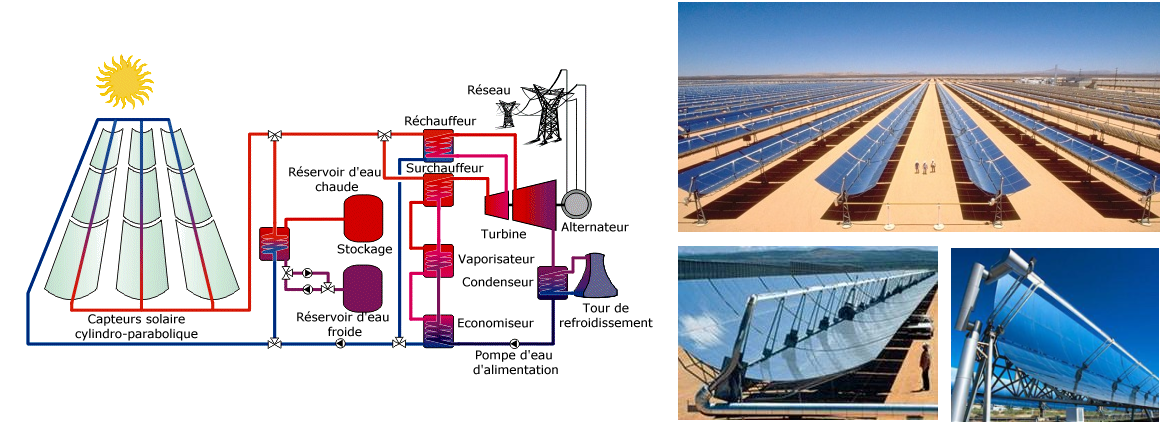 Réseau
Réchauffeur
Surchauffeur
Réservoir d'eau
chaude
Stockage
Turbine
Alternateur
Vaporisateur
Condenseur
Tour de
refroidissement
Réservoir d'eau
froide
Economiseur
Capteurs solaire
cylindro-parabolique
Pompe d'eau
d'alimentation